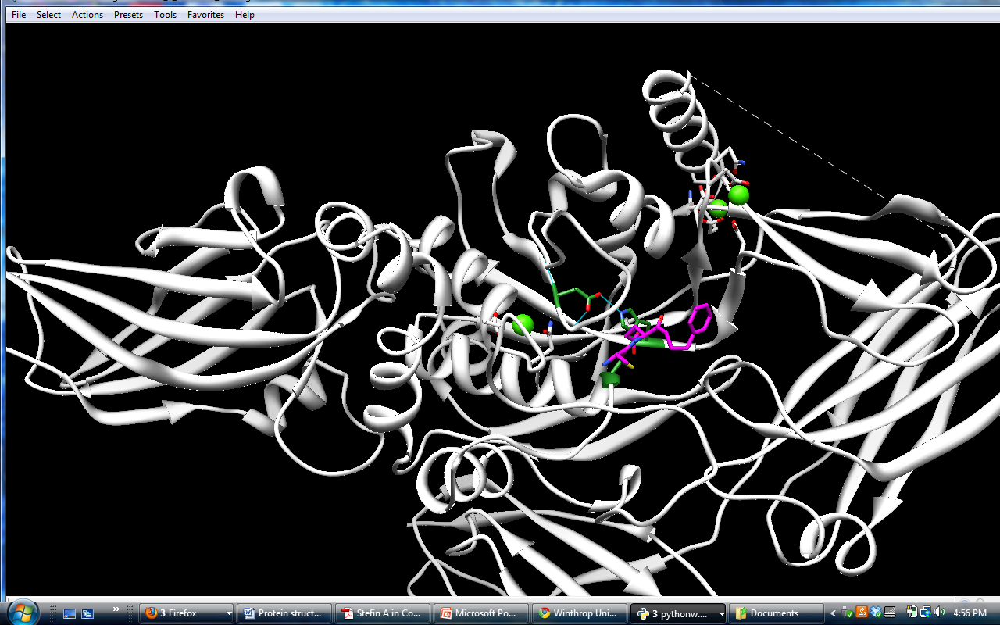 File Select Actions Presets Tools Favorites Help
3 Firefox Protein struct... Stefin A in Co... Microsoft Po... Winthrop Uni... 3 pythonw.... Documents 4:56 PM